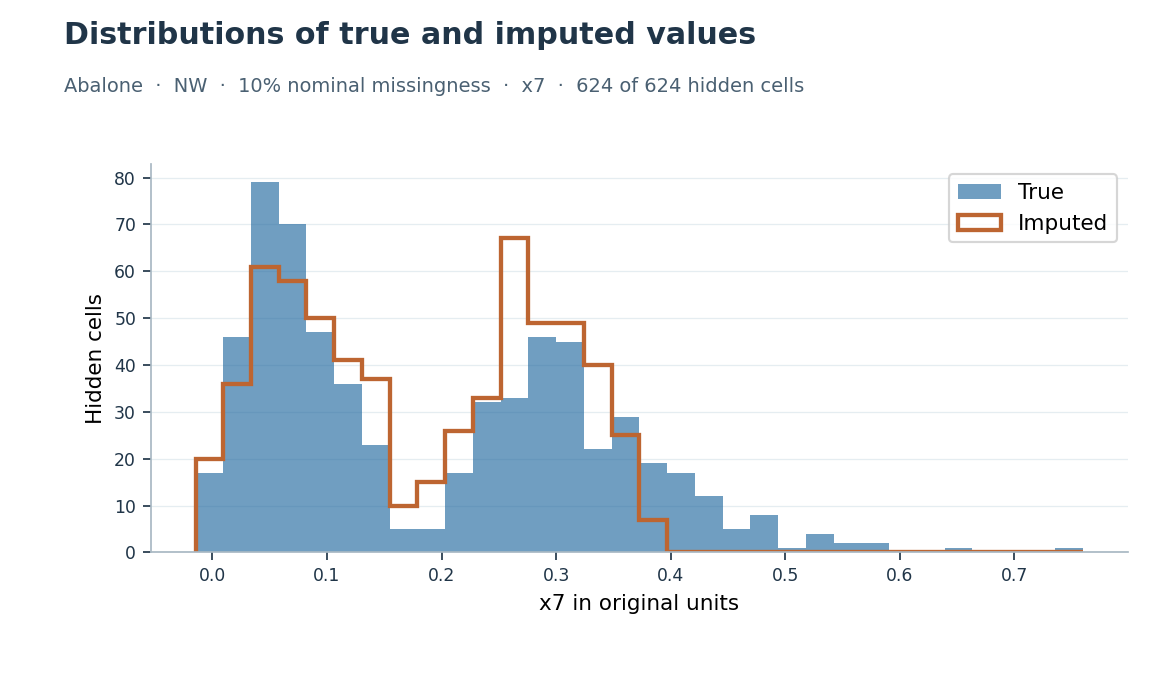 Distributions of true and imputed values
Abalone · NW · 10% nominal missingness · x7 · 624 of 624 hidden cells
True
Imputed
80
70
60
50
40
30
20
10
0
Hidden cells
0.0 0.1 0.2 0.3 0.4 0.5 0.6 0.7
x7 in original units